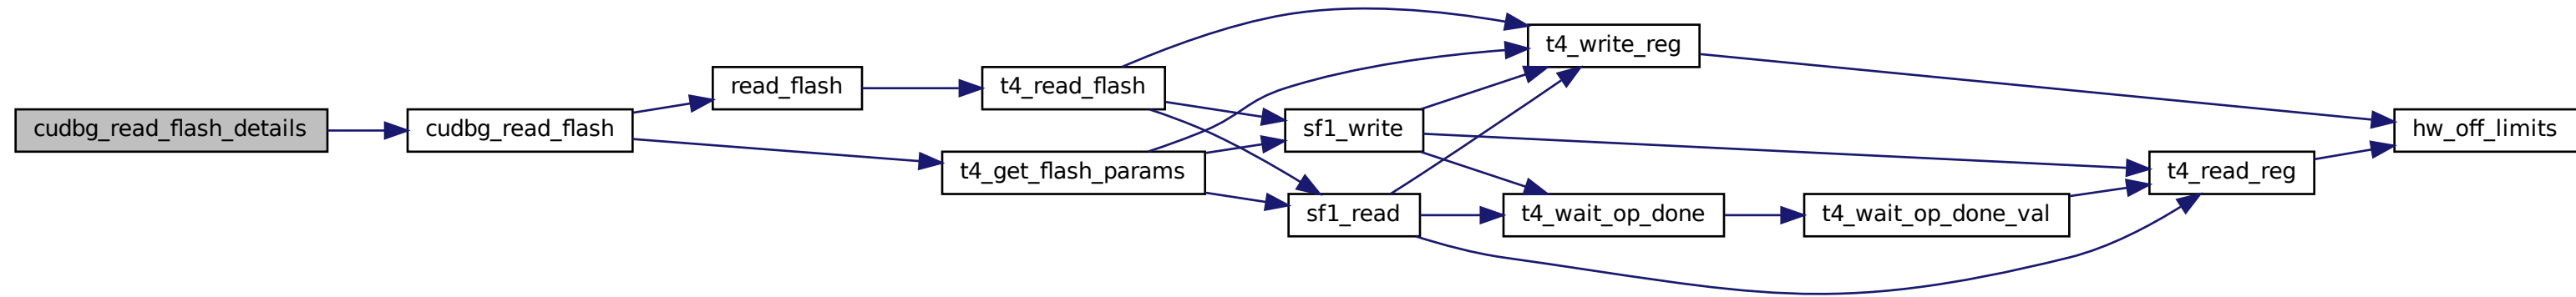 cudbg_read_flash_details
cudbg_read_flash
read_flash
t4_get_flash_params
t4_read_flash
sf1_write
sf1_read
t4_write_reg
t4_wait_op_done
t4_wait_op_done_val
t4_read_reg
hw_off_limits